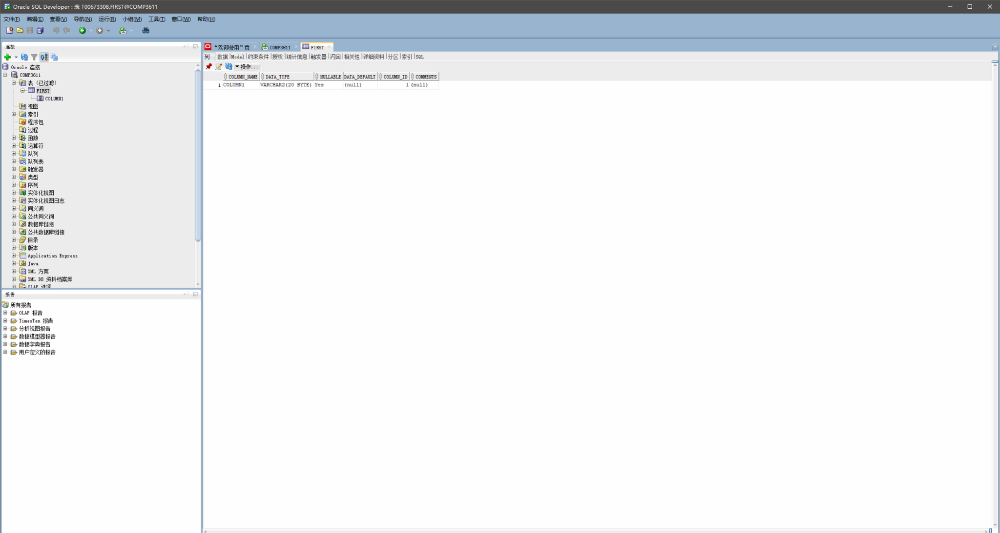 Oracle SQL Developer : 表 T00673308.FIRST@COMP3611
文件(F) 编辑(E) 查看(V) 导航(N) 运行(R) 小组(M) 工具(T) 窗口(W) 帮助(H)
连接
Oracle 连接
COMP3611
表 (已过滤)
FIRST
COLUMN1
视图
索引
程序包
过程
函数
运算符
队列
队列表
触发器
类型
序列
实体化视图
实体化视图日志
同义词
公共同义词
数据库链接
公共数据库链接
目录
版本
Application Express
Java
XML 方案
XML DB 资料档案库
OLAP 选项
报告
所有报告
OLAP 报告
TimesTen 报告
分析视图报告
数据模型器报告
数据字典报告
用户定义的报告
“欢迎使用”页 COMP3611 FIRST
列 数据 Model 约束条件 授权 统计信息 触发器 闪回 相关性 详细资料 分区 索引 SQL
操作...
COLUMN_NAME DATA_TYPE NULLABLE DATA_DEFAULT COLUMN_ID COMMENTS
1 COLUMN1 VARCHAR2(20 BYTE) Yes (null) 1 (null)